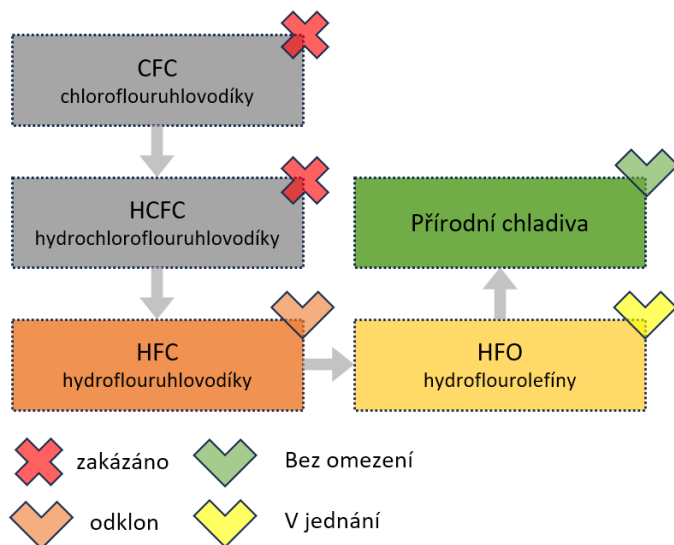 CFC
chloroflouruhlovodíky
HCFC
hydrochloroflouruhlovodíky
Přírodní chladiva
HFC
hydroflouruhlovodíky
HFO
hydroflourolefíny
zakázáno
Bez omezení
odklon
V jednání